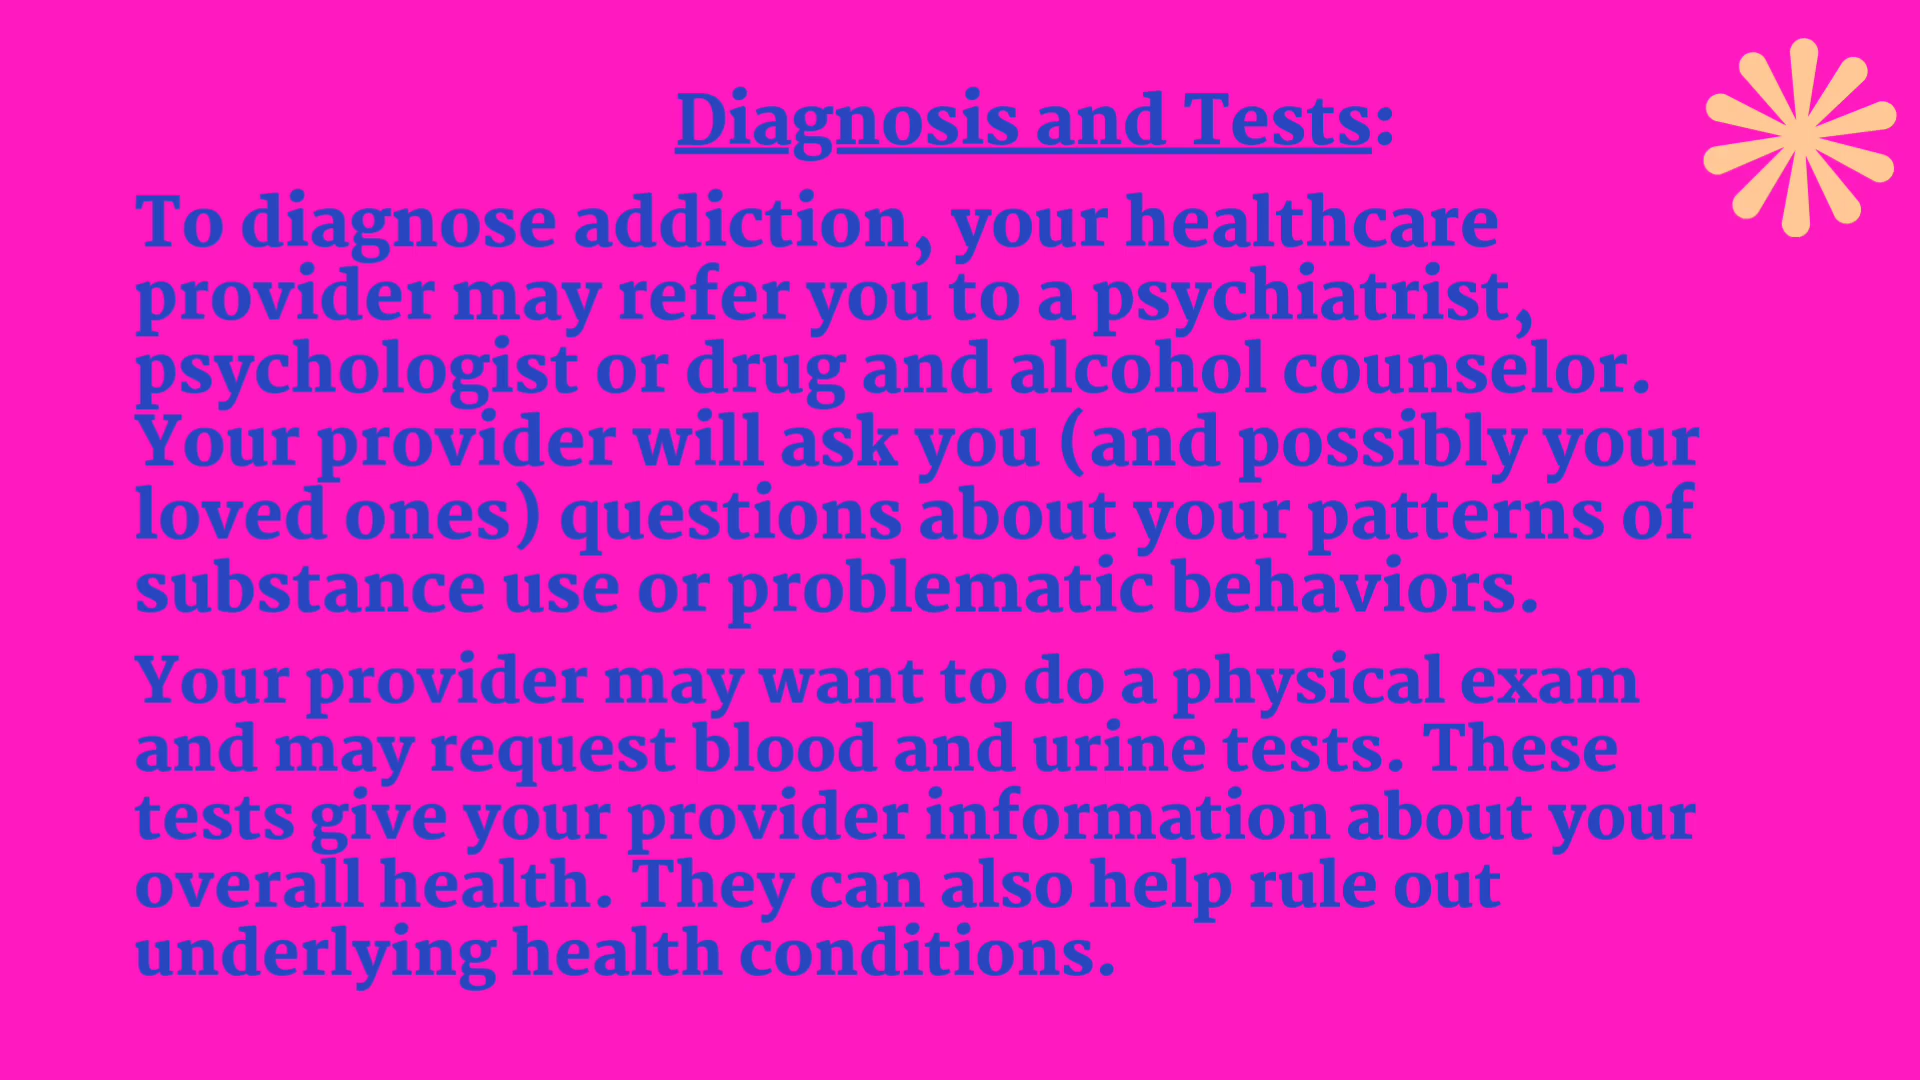 Diagnosis and Tests:
To diagnose addiction, your healthcare
provider may refer you to a psychiatrist,
psychologist or drug and alcohol counselor.
Your provider will ask you (and possibly your
loved ones) questions about your patterns of
substance use or problematic behaviors.
Your provider may want to do a physical exam
and may request blood and urine tests. These
tests give your provider information about your
overall health. They can also help rule out
underlying health conditions.